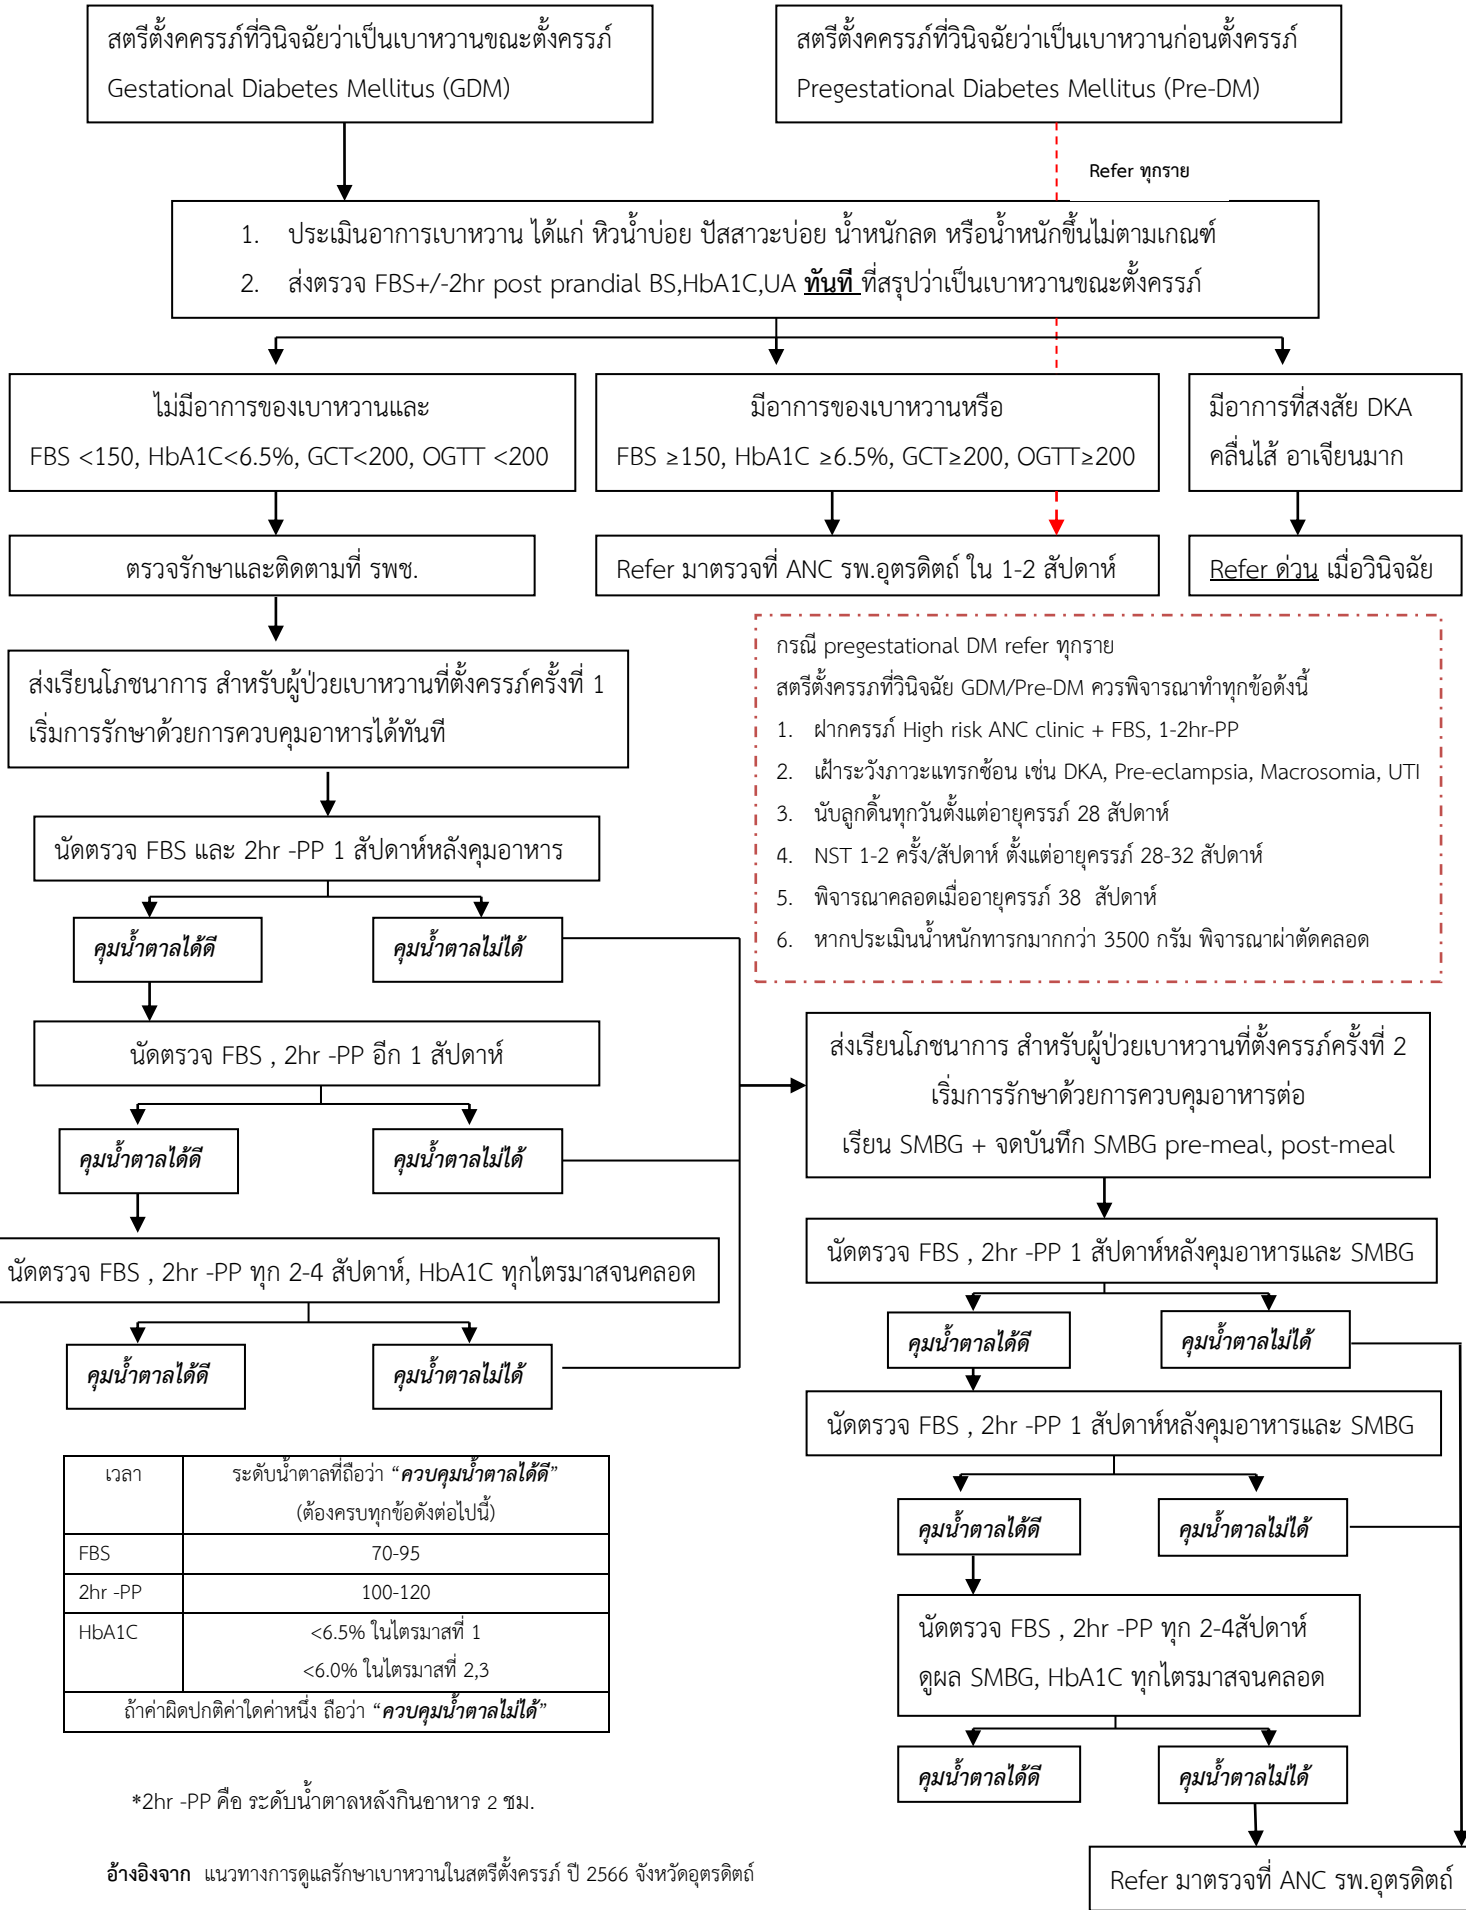 สตรีตั้งคครรภ์ที่วินิจฉัยว่าเป็นเบาหวานขณะตั้งครรภ์
Gestational Diabetes Mellitus (GDM)
สตรีตั้งคครรภ์ที่วินิจฉัยว่าเป็นเบาหวานก่อนตั้งครรภ์
Pregestational Diabetes Mellitus (Pre-DM)
Refer ทุกราย
1. ประเมินอาการเบาหวาน ได้แก่ หิวน้ำบ่อย ปัสสาวะบ่อย น้ำหนักลด หรือน้ำหนักขึ้นไม่ตามเกณฑ์
2. ส่งตรวจ FBS+/-2hr post prandial BS,HbA1C,UA ทันที ที่สรุปว่าเป็นเบาหวานขณะตั้งครรภ์
ไม่มีอาการของเบาหวานและ
FBS <150, HbA1C<6.5%, GCT<200, OGTT <200
มีอาการของเบาหวานหรือ
FBS ≥150, HbA1C ≥6.5%, GCT≥200, OGTT≥200
มีอาการที่สงสัย DKA
คลื่นไส้ อาเจียนมาก
ตรวจรักษาและติดตามที่ รพช.
Refer มาตรวจที่ ANC รพ.อุตรดิตถ์ ใน 1-2 สัปดาห์
Refer ด่วน เมื่อวินิจฉัย
ส่งเรียนโภชนาการ สำหรับผู้ป่วยเบาหวานที่ตั้งครรภ์ครั้งที่ 1
เริ่มการรักษาด้วยการควบคุมอาหารได้ทันที
กรณี pregestational DM refer ทุกราย
สตรีตั้งครรภที่วินิจฉัย GDM/Pre-DM ควรพิจารณาทำทุกข้อดังนี้
1. ฝากครรภ์ High risk ANC clinic + FBS, 1-2hr-PP
2. เฝ้าระวังภาวะแทรกซ้อน เช่น DKA, Pre-eclampsia, Macrosomia, UTI
3. นับลูกดิ้นทุกวันตั้งแต่อายุครรภ์ 28 สัปดาห์
4. NST 1-2 ครั้ง/สัปดาห์ ตั้งแต่อายุครรภ์ 28-32 สัปดาห์
5. พิจารณาคลอดเมื่ออายุครรภ์ 38 สัปดาห์
6. หากประเมินน้ำหนักทารกมากกว่า 3500 กรัม พิจารณาผ่าตัดคลอด
นัดตรวจ FBS และ 2hr -PP 1 สัปดาห์หลังคุมอาหาร
คุมน้ำตาลได้ดี
คุมน้ำตาลไม่ได้
นัดตรวจ FBS , 2hr -PP อีก 1 สัปดาห์
คุมน้ำตาลได้ดี
คุมน้ำตาลไม่ได้
นัดตรวจ FBS , 2hr -PP ทุก 2-4 สัปดาห์, HbA1C ทุกไตรมาสจนคลอด
คุมน้ำตาลได้ดี
คุมน้ำตาลไม่ได้
ส่งเรียนโภชนาการ สำหรับผู้ป่วยเบาหวานที่ตั้งครรภ์ครั้งที่ 2
เริ่มการรักษาด้วยการควบคุมอาหารต่อ
เรียน SMBG + จดบันทึก SMBG pre-meal, post-meal
นัดตรวจ FBS , 2hr -PP 1 สัปดาห์หลังคุมอาหารและ SMBG
คุมน้ำตาลได้ดี
คุมน้ำตาลไม่ได้
นัดตรวจ FBS , 2hr -PP 1 สัปดาห์หลังคุมอาหารและ SMBG
คุมน้ำตาลได้ดี
คุมน้ำตาลไม่ได้
นัดตรวจ FBS , 2hr -PP ทุก 2-4สัปดาห์
ดูผล SMBG, HbA1C ทุกไตรมาสจนคลอด
คุมน้ำตาลได้ดี
คุมน้ำตาลไม่ได้
Refer มาตรวจที่ ANC รพ.อุตรดิตถ์
เวลา ระดับน้ำตาลที่ถือว่า “ควบคุมน้ำตาลได้ดี”
(ต้องครบทุกข้อดังต่อไปนี้)
FBS 70-95
2hr -PP 100-120
HbA1C <6.5% ในไตรมาสที่ 1
<6.0% ในไตรมาสที่ 2,3
ถ้าค่าผิดปกติค่าใดค่าหนึ่ง ถือว่า “ควบคุมน้ำตาลไม่ได้”
*2hr -PP คือ ระดับน้ำตาลหลังกินอาหาร 2 ชม.
อ้างอิงจาก แนวทางการดูแลรักษาเบาหวานในสตรีตั้งครรภ์ ปี 2566 จังหวัดอุตรดิตถ์